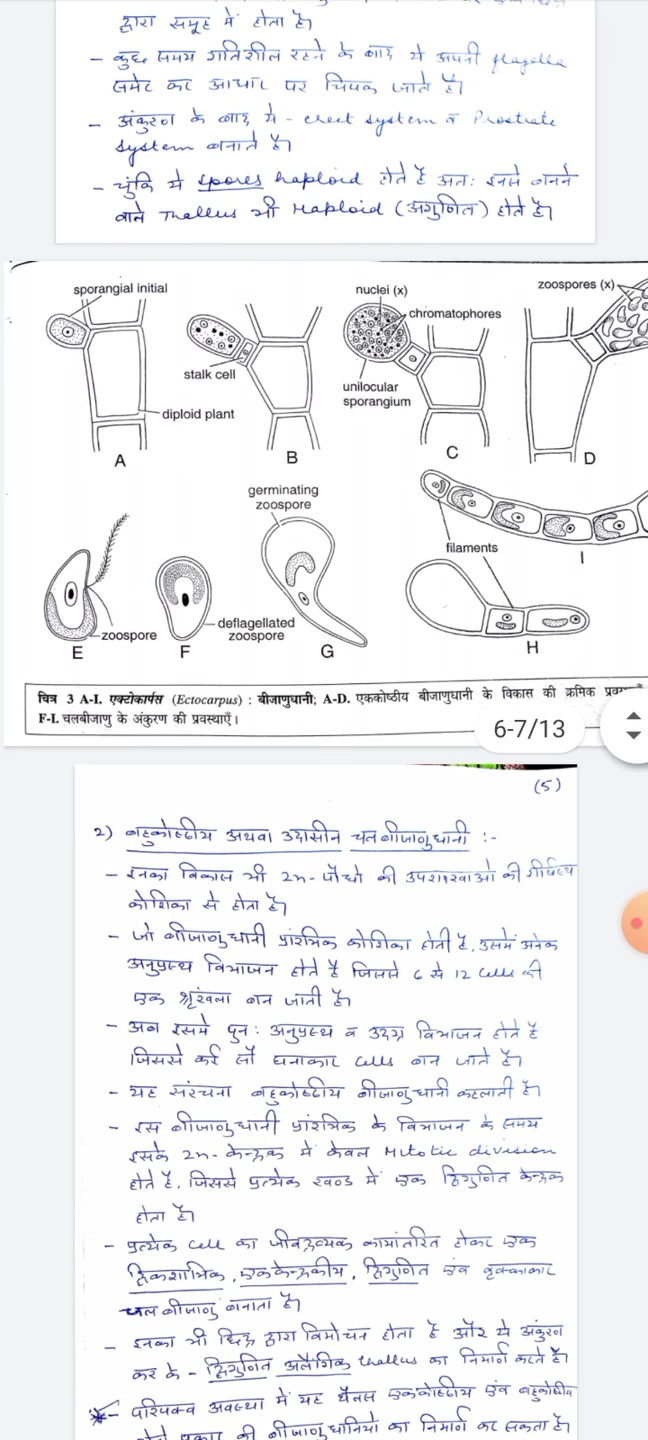 द्वारा समूह में होता है।
- कुछ समय गतिशील रहने के बाद ये अपनी flagella
समेट कर आधार पर चिपक जाते है।
- अंकुरण के बाद ये - erect system व Prostrate
system बनाते है।
- चुंकि ये spores haploid होते है अतः इनसे बनने
वाले Thallus भी Haploid (अगुणित) होते है।
sporangial initial
nuclei (x)
zoospores (x)
chromatophores
stalk cell
unilocular
sporangium
diploid plant
A
B
C
D
germinating
zoospore
filaments
I
deflagellated
zoospore
zoospore
E
F
G
H
चित्र 3 A-I. एक्टोकार्पस (Ectocarpus) : बीजाणुधानी; A-D. एककोष्ठीय बीजाणुधानी के विकास की क्रमिक
F-I. चलबीजाणु के अंकुरण की प्रवस्थाएँ।
6-7/13
(5)
2) बहुकोष्ठीय अथवा उदासीन चलबीजाणुधानी :-
- इनका विकास भी 2n-पौधो की उपशाखाओ की शीर्षस्थ
कोशिका से होता है।
- जो बीजाणुधानी प्रारंभिक कोशिका होती है, उसमें अनेक
अनुप्रस्थ विभाजन होते है जिससे 6 से 12 cells की
एक श्रृंखला बन जाती है।
- अब इसमे पुन: अनुप्रस्थ व उदग्र विभाजन होते है
जिससे कई सौ घनाकार cells बन जाते है।
- यह संरचना बहुकोष्ठीय बीजाणुधानी कहलाती है।
- इस बीजाणुधानी प्रारंभिक के विभाजन के समय
इसके 2n-केन्द्रक में केवल Mitotic division
होते है, जिससे प्रत्येक खण्ड में एक द्विगुणित केन्द्रक
होता है।
- प्रत्येक cell का जीवद्रव्यक कायांतरित होकर एक
द्विकशाभिक, एककेन्द्रकीय, द्विगुणित एंव वृक्काकार
चल बीजाणु बनाता है।
- इनका भी छिद्र द्वारा विमोचन होता है और ये अंकुरण
कर के - द्विगुणित अलैंगिक thallus का निर्माण करते है।
- परिपक्व अवस्था में यह थैलस एककोष्ठीय एंव बहुकोष्ठीय
दोनो प्रकार की बीजाणुधानियो का निर्माण कर सकता है।